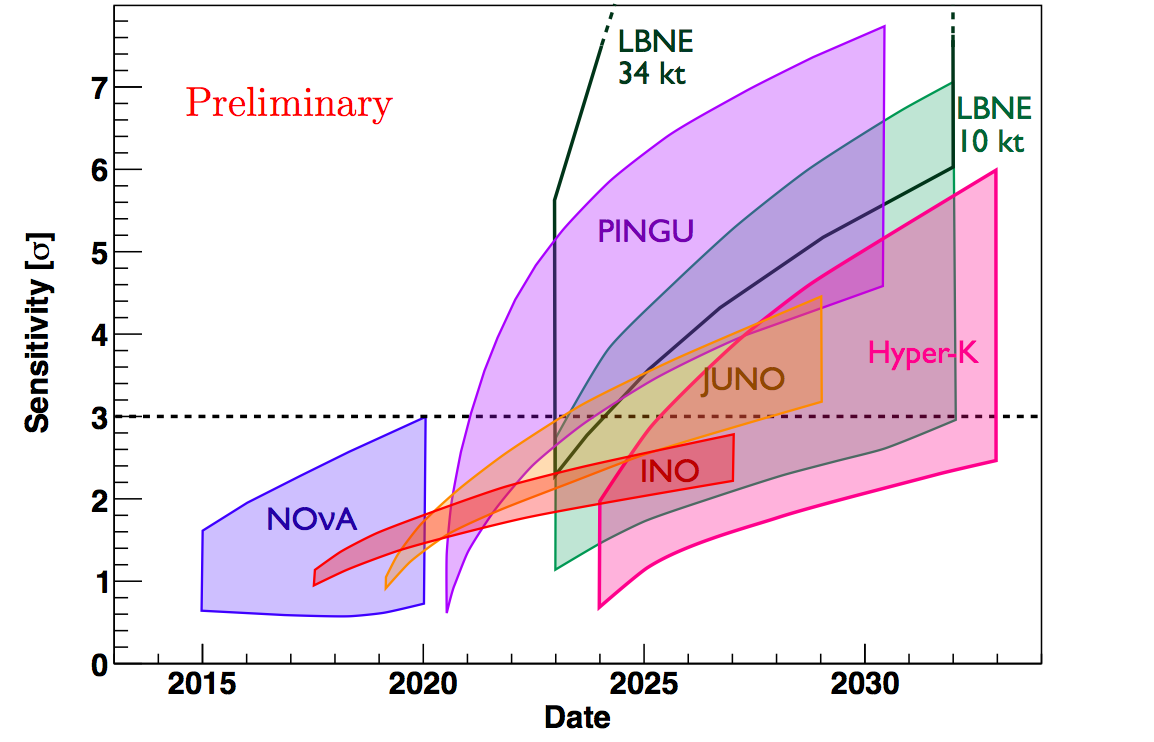 LBNE
34 kt
Preliminary
LBNE
10 kt
PINGU
Hyper-K
JUNO
INO
NOνA
Sensitivity [σ]
7
6
5
4
3
2
1
0
2015
2020
2025
2030
Date